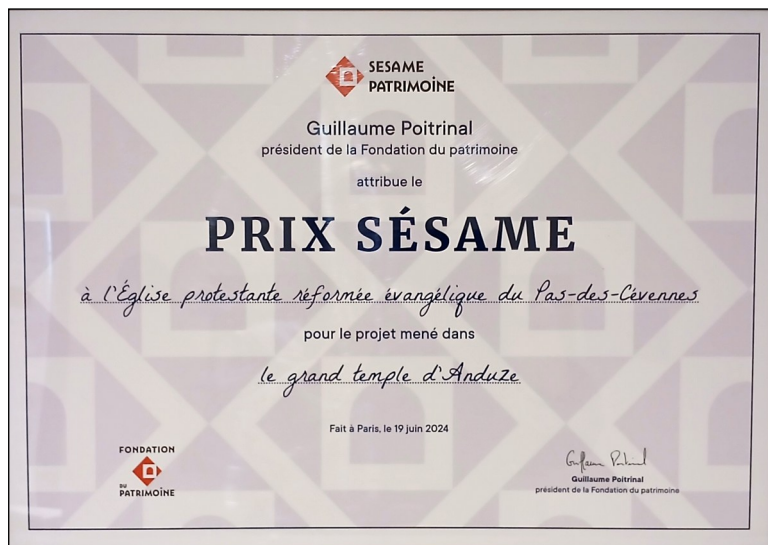 SESAME
PATRIMOINE
Guillaume Poitrinal
président de la Fondation du patrimoine
attribue le
PRIX SÉSAME
à l'Église protestante réformée évangélique du Pas-des-Cévennes
pour le projet mené dans
le grand temple d'Anduze
Fait à Paris, le 19 juin 2024
FONDATION
DU
PATRIMOINE
Guillaume Poitrinal
Guillaume Poitrinal
président de la Fondation du patrimoine